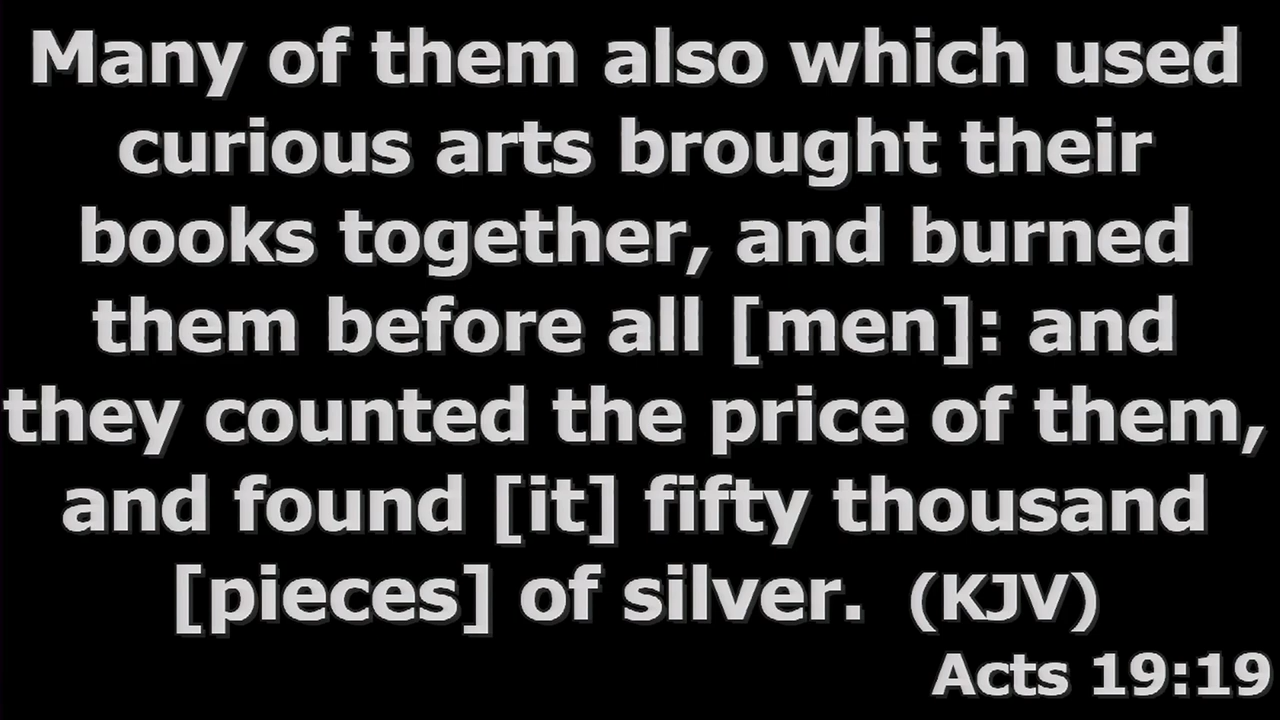 Many of them also which used
curious arts brought their
books together, and burned
them before all [men]: and
they counted the price of them,
and found [it] fifty thousand
[pieces] of silver. (KJV)
Acts 19:19